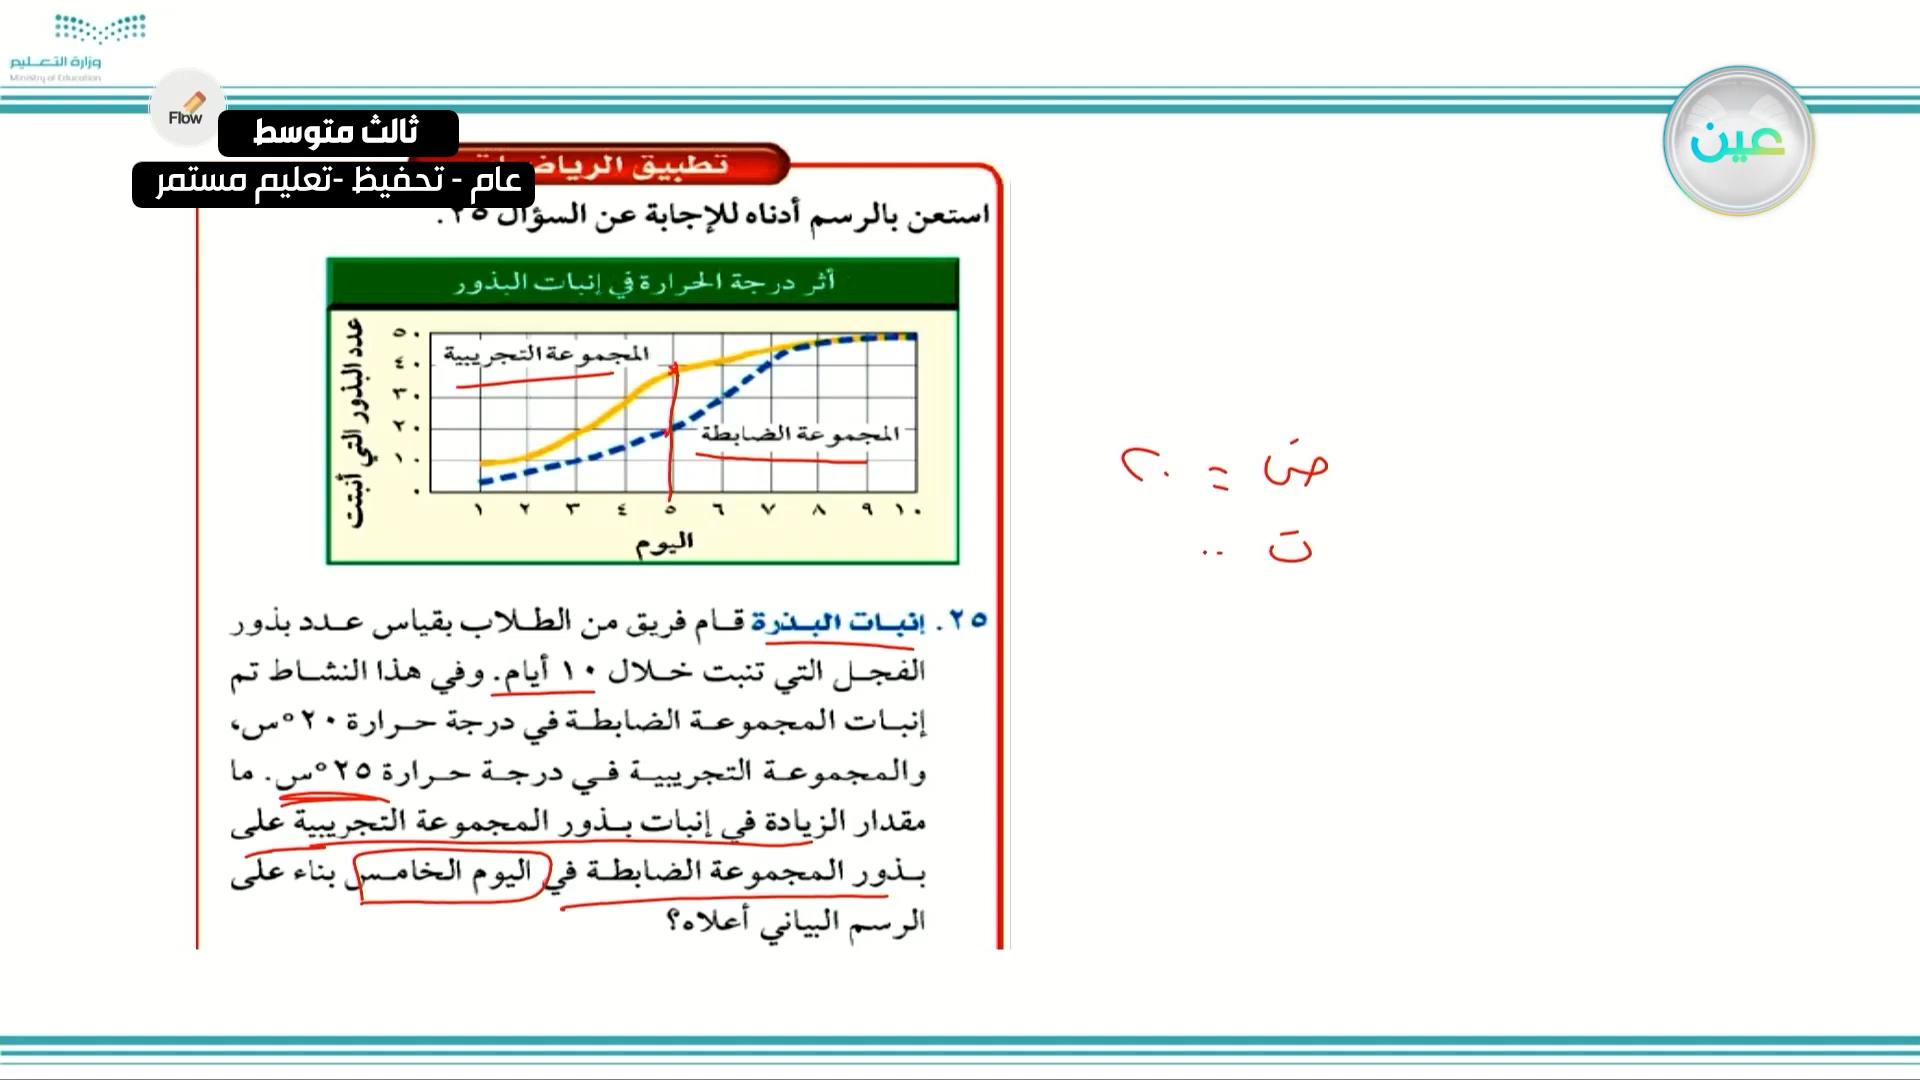 وزارة التعليم
Ministry of Education
Flow
ثالث متوسط
عام - تحفيظ -تعليم مستمر
عين
تطبيق
استعن بالرسم أدناه للإجابة عن السؤال ٢٥.
أثر درجة الحرارة في إنبات البذور
عدد البذور التي أنبتت
٥٠
٤٠
٣٠
٢٠
١٠
٠
المجموعة التجريبية
المجموعة الضابطة
١ ٢ ٣ ٤ ٥ ٦ ٧ ٨ ٩ ١٠
اليوم
ض = ٢٠
ت ..
٢٥. إنبات البذرة قام فريق من الطلاب بقياس عدد بذور
الفجل التي تنبت خلال ١٠ أيام. وفي هذا النشاط تم
إنبات المجموعة الضابطة في درجة حرارة ٢٠°س،
والمجموعة التجريبية في درجة حرارة ٢٥°س. ما
مقدار الزيادة في إنبات بذور المجموعة التجريبية على
بذور المجموعة الضابطة في اليوم الخامس بناء على
الرسم البياني أعلاه؟